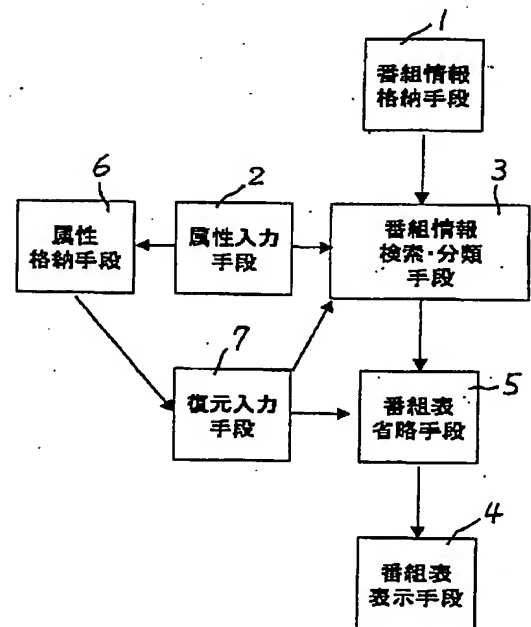 1
番組情報
格納手段
6
属性
格納手段
2
属性入力
手段
3
番組情報
検索・分類
手段
7
復元入力
手段
5
番組表
省略手段
4
番組表
表示手段